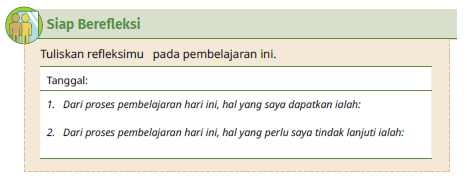 Siap Berefleksi
Tuliskan refleksimu pada pembelajaran ini.
Tanggal:
1. Dari proses pembelajaran hari ini, hal yang saya dapatkan ialah:
2. Dari proses pembelajaran hari ini, hal yang perlu saya tindak lanjuti ialah: